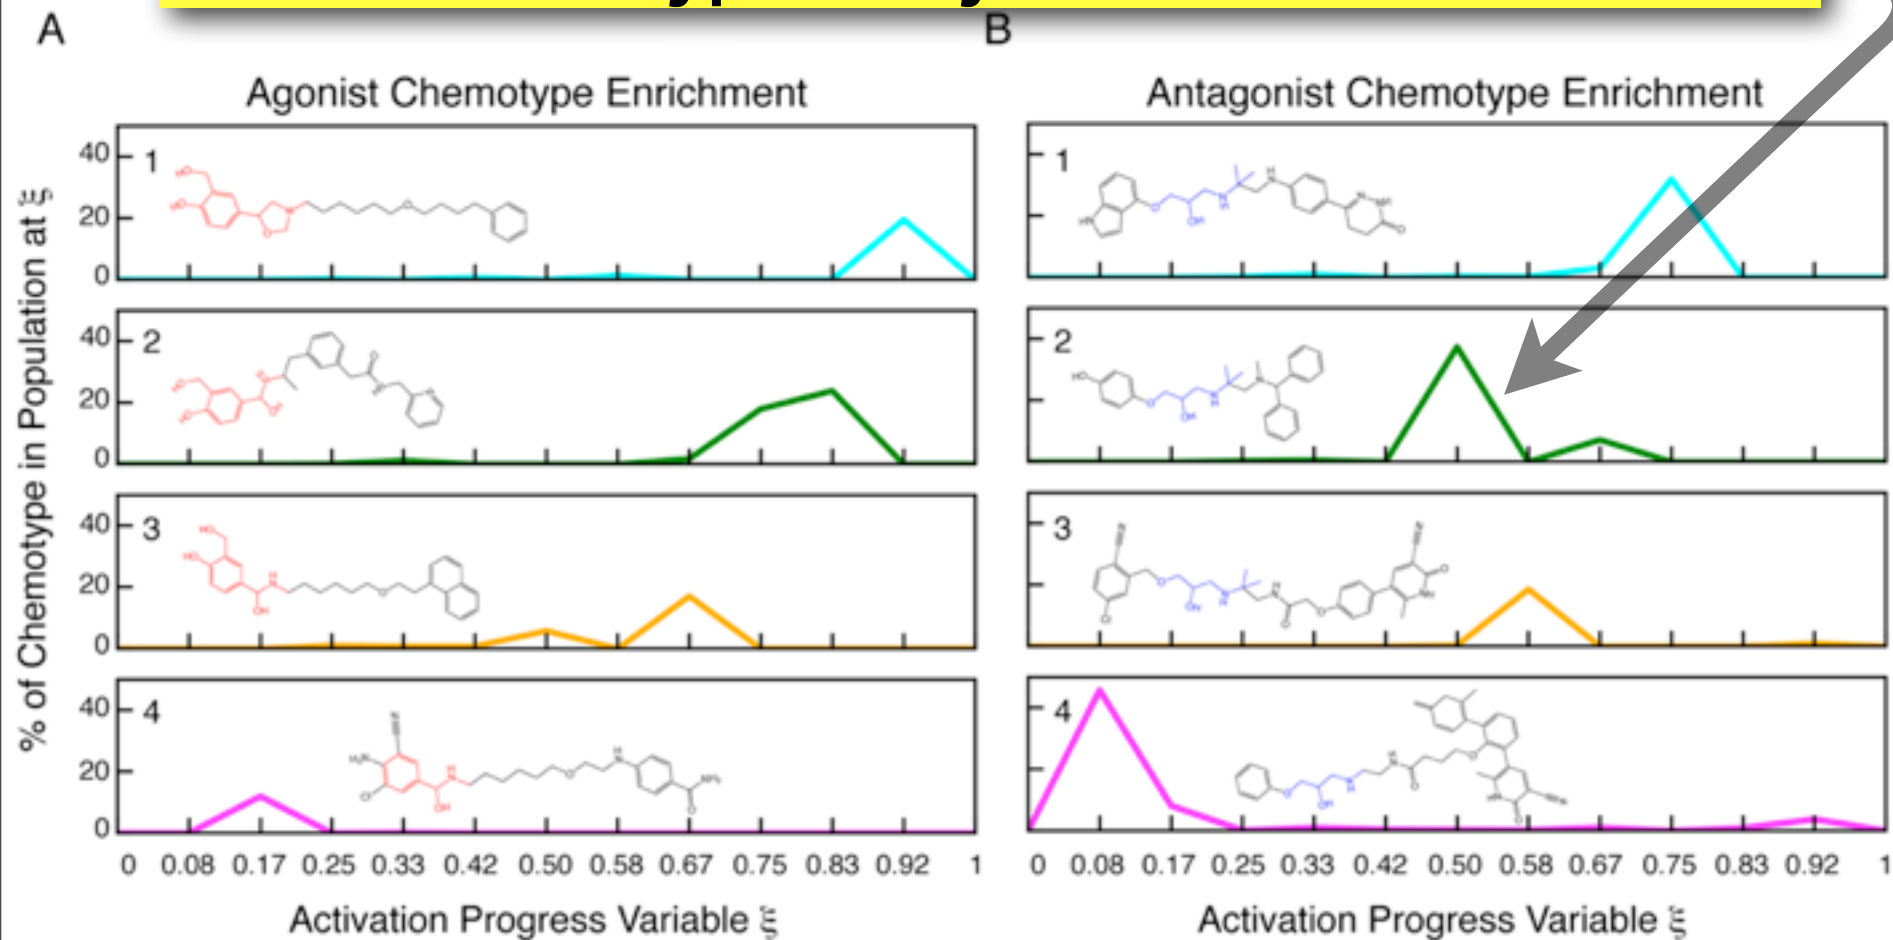 A
B
Agonist Chemotype Enrichment
Antagonist Chemotype Enrichment
% of Chemotype in Population at ξ
40
20
0
1
40
20
0
2
40
20
0
3
40
20
0
4
1
2
3
4
0 0.08 0.17 0.25 0.33 0.42 0.50 0.58 0.67 0.75 0.83 0.92 1
0 0.08 0.17 0.25 0.33 0.42 0.50 0.58 0.67 0.75 0.83 0.92 1
Activation Progress Variable ξ
Activation Progress Variable ξ